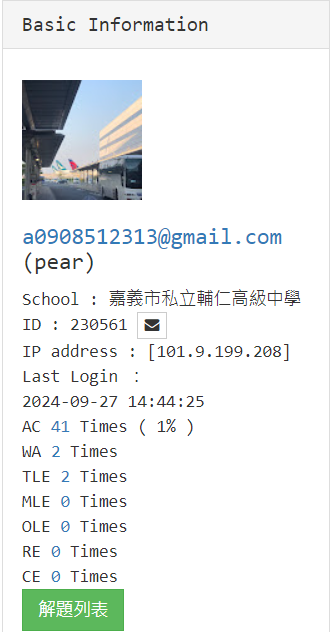 Basic Information
a0908512313@gmail.com
(pear)
School : 嘉義市私立輔仁高級中學
ID : 230561
IP address : [101.9.199.208]
Last Login :
2024-09-27 14:44:25
AC 41 Times ( 1% )
WA 2 Times
TLE 2 Times
MLE 0 Times
OLE 0 Times
RE 0 Times
CE 0 Times
解題列表